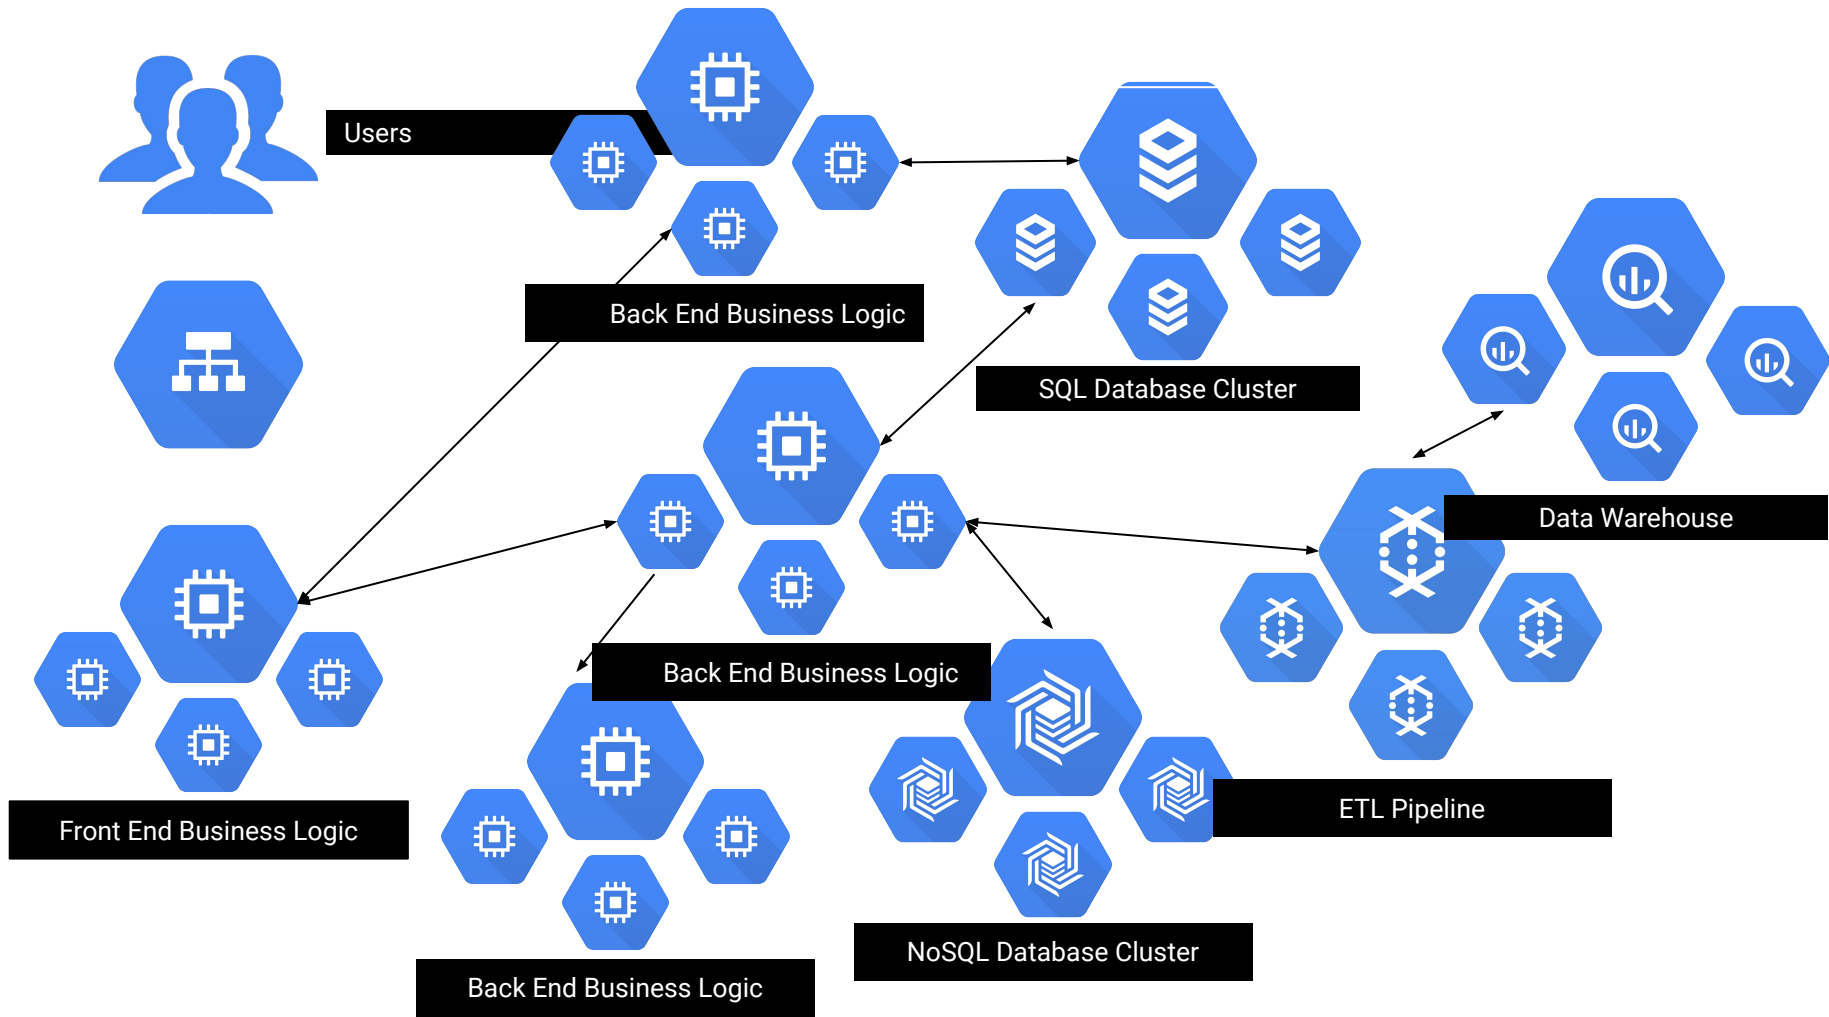 Users
Back End Business Logic
SQL Database Cluster
Data Warehouse
Back End Business Logic
ETL Pipeline
Front End Business Logic
NoSQL Database Cluster
Back End Business Logic